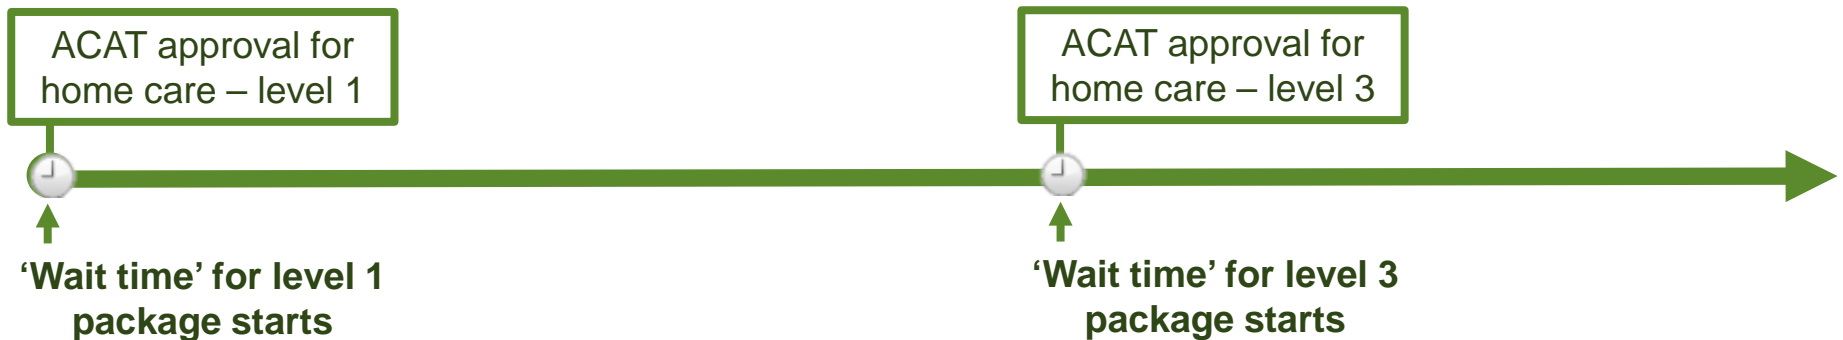 ACAT approval for
home care – level 1
ACAT approval for
home care – level 3
‘Wait time’ for level 1
package starts
‘Wait time’ for level 3
package starts